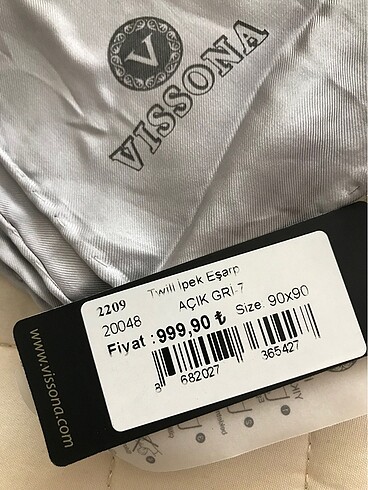 V
VISSONA
2209
Twill İpek Eşarp
20048
AÇIK GRİ-7
Fiyat : 999,90 ₺ Size. 90x90
8 682027 365427
www.vissona.com